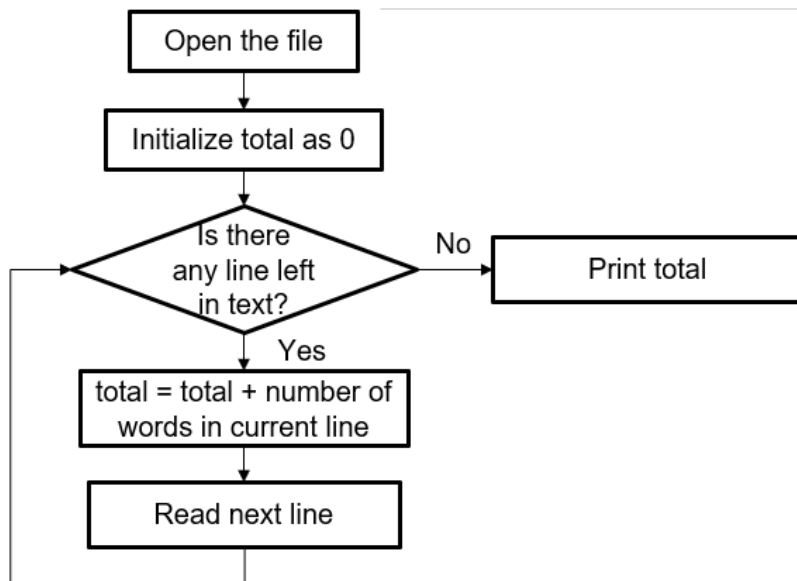 Open the file
Initialize total as 0
Is there
any line left
in text?
No
Print total
Yes
total = total + number of
words in current line
Read next line